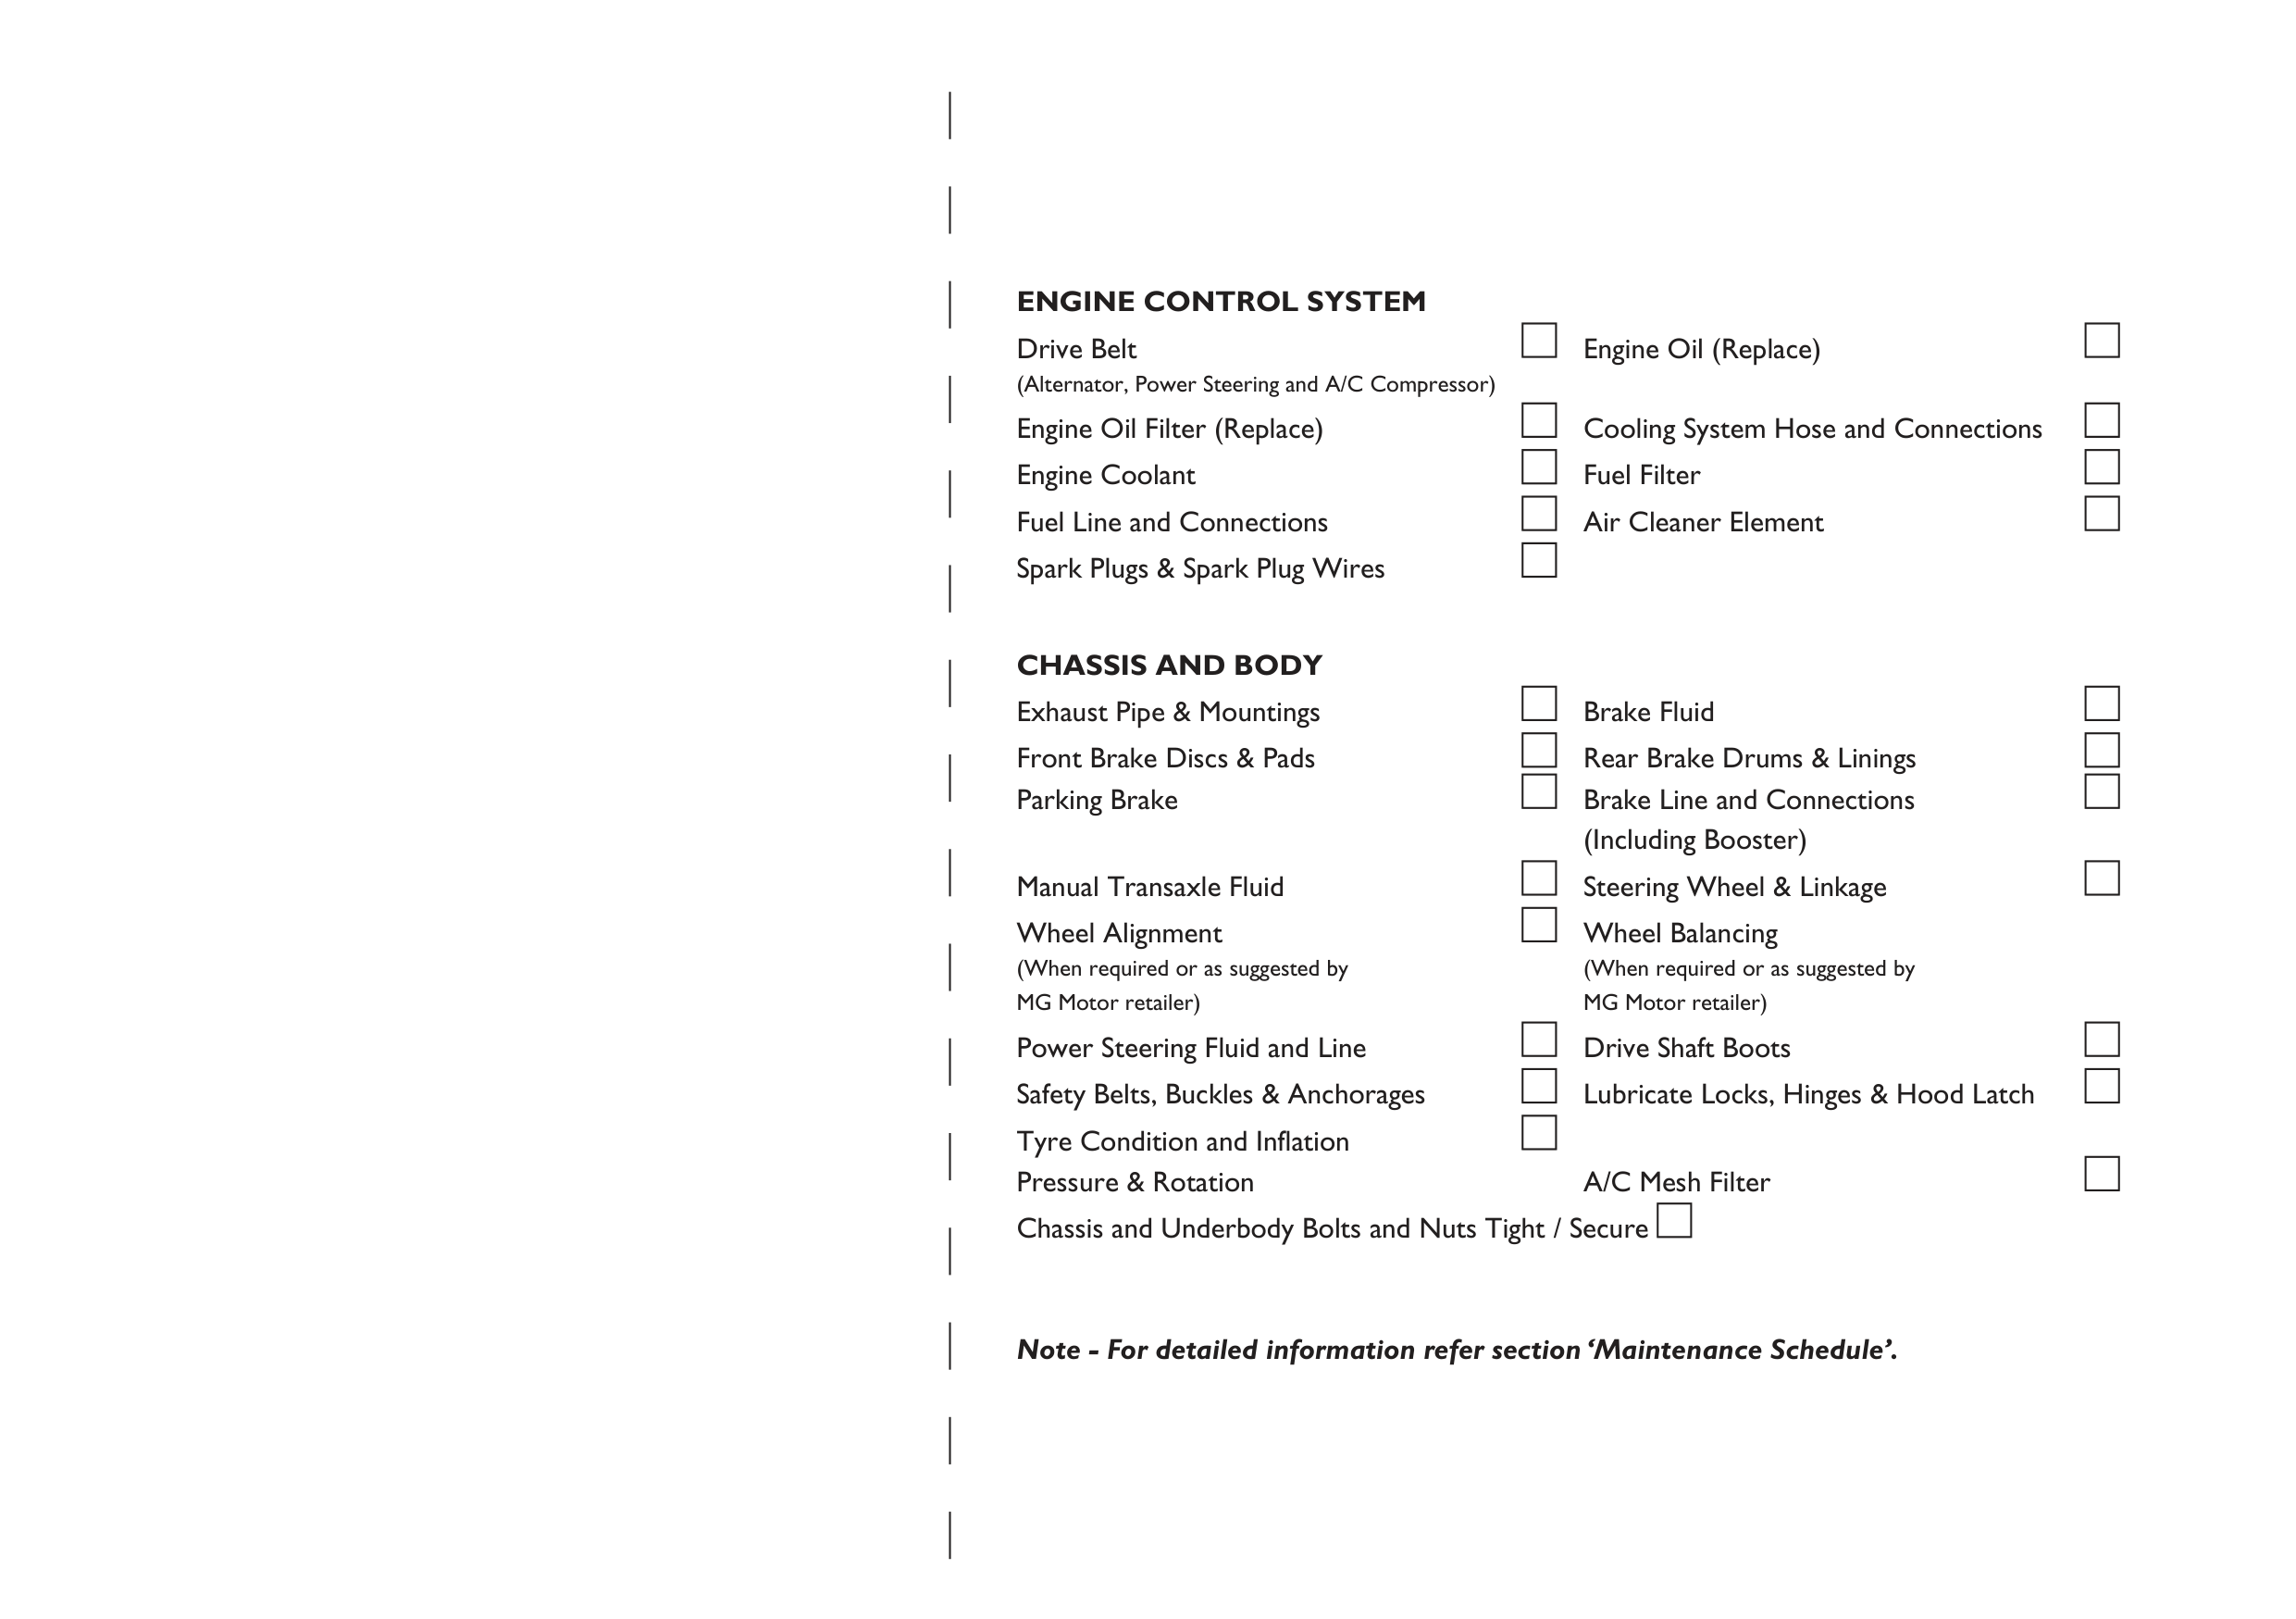 ENGINE CONTROL SYSTEM
Drive Belt Engine Oil (Replace)
(Alternator, Power Steering and A/C Compressor)
Engine Oil Filter (Replace) Cooling System Hose and Connections
Engine Coolant Fuel Filter
Fuel Line and Connections Air Cleaner Element
Spark Plugs & Spark Plug Wires
CHASSIS AND BODY
Exhaust Pipe & Mountings Brake Fluid
Front Brake Discs & Pads Rear Brake Drums & Linings
Parking Brake Brake Line and Connections
(Including Booster)
Manual Transaxle Fluid Steering Wheel & Linkage
Wheel Alignment Wheel Balancing
(When required or as suggested by (When required or as suggested by
MG Motor retailer) MG Motor retailer)
Power Steering Fluid and Line Drive Shaft Boots
Safety Belts, Buckles & Anchorages Lubricate Locks, Hinges & Hood Latch
Tyre Condition and Inflation
Pressure & Rotation A/C Mesh Filter
Chassis and Underbody Bolts and Nuts Tight / Secure
Note - For detailed information refer section ‘Maintenance Schedule’.